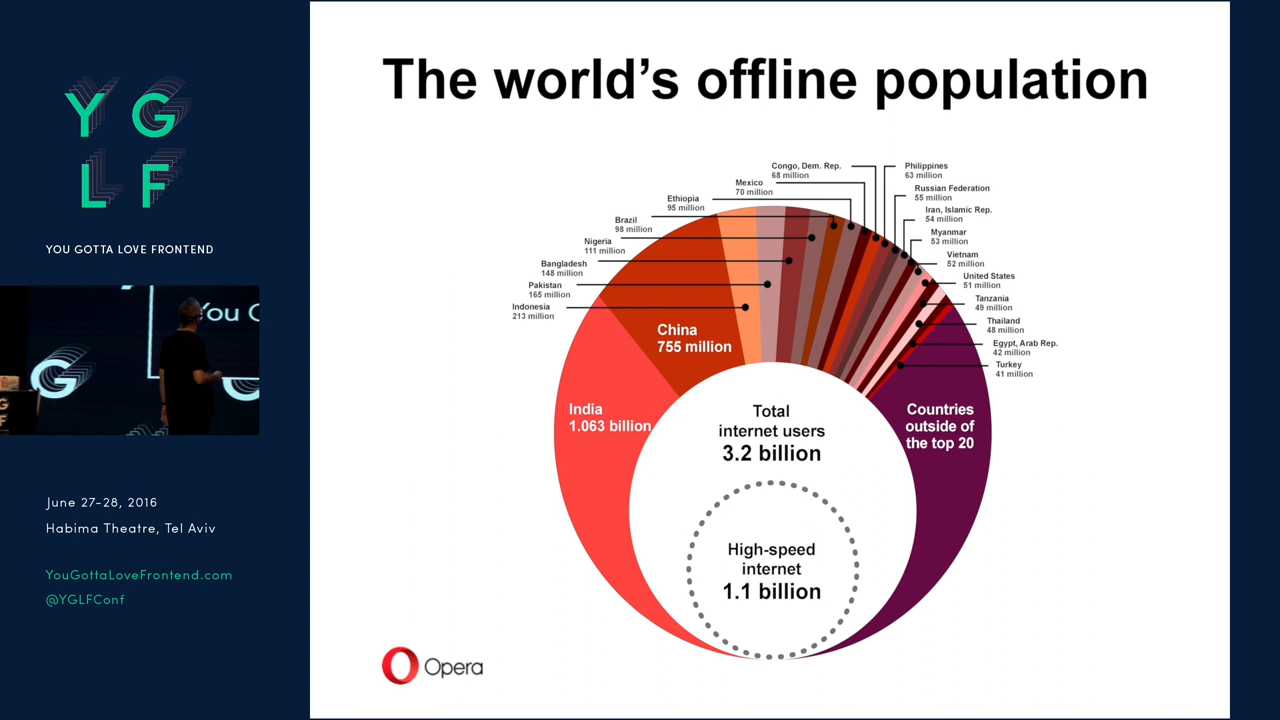 Y G
L F
YOU GOTTA LOVE FRONTEND
You G
G
June 27-28, 2016
Habima Theatre, Tel Aviv
YouGottaLoveFrontend.com
@YGLFConf
The world's offline population
Congo, Dem. Rep.
68 million
Mexico
70 million
Ethiopia
95 million
Brazil
98 million
Nigeria
111 million
Bangladesh
148 million
Pakistan
165 million
Indonesia
213 million
Philippines
63 million
Russian Federation
55 million
Iran, Islamic Rep.
54 million
Myanmar
53 million
Vietnam
52 million
United States
51 million
Tanzania
49 million
Thailand
48 million
Egypt, Arab Rep.
42 million
Turkey
41 million
China
755 million
India
1.063 billion
Countries
outside of
the top 20
Total
internet users
3.2 billion
High-speed
internet
1.1 billion
Opera